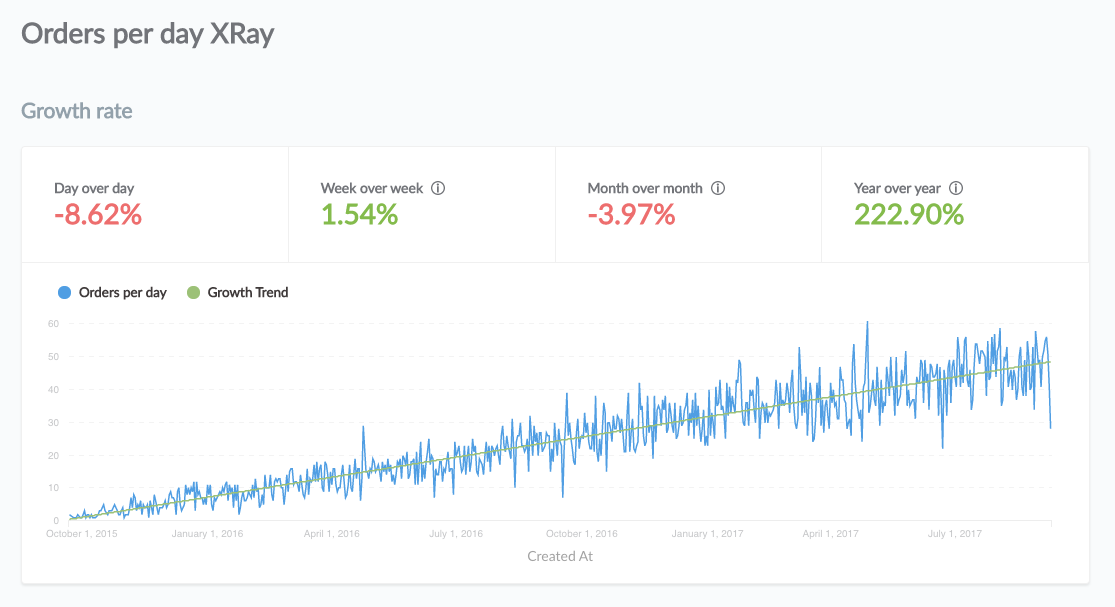 Orders per day XRay
Growth rate
Day over day
-8.62%
Week over week
1.54%
Month over month
-3.97%
Year over year
222.90%
Orders per day
Growth Trend
60
50
40
30
20
10
0
October 1, 2015
January 1, 2016
April 1, 2016
July 1, 2016
October 1, 2016
January 1, 2017
April 1, 2017
July 1, 2017
Created At